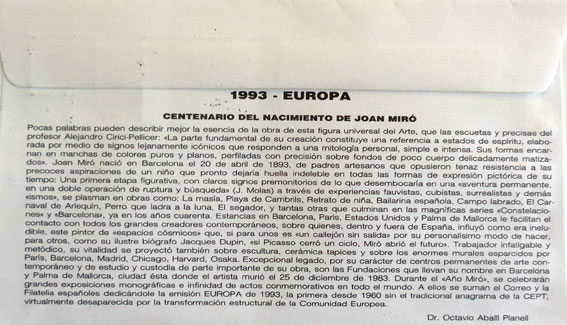 1993 - EUROPA
CENTENARIO DEL NACIMIENTO DE JOAN MIRÓ
Pocas palabras pueden describir mejor la esencia de la obra de esta figura universal del Arte, que las escuetas y precisas del
profesor Alejandro Cirici-Pellicer: «La parte fundamental de su creación constituye una referencia a estados de espíritu, elabo-
rada por medio de signos lejanamente icónicos que responden a una mitología personal, simple e intensa. Sus formas encar-
nan en manchas de colores puros y planos, perfiladas con precisión sobre fondos de poco cuerpo delicadamente matiza-
dos». Joan Miró nació en Barcelona el 20 de abril de 1893, de padres artesanos que opusieron tenaz resistencia a las
precoces aspiraciones de un niño que pronto dejaría huella indeleble en todas las formas de expresión pictórica de su
tiempo: Una primera etapa figurativa, con claros signos premonitorios de lo que desembocaría en una «aventura permanente,
en una doble operación de ruptura y búsqueda» (J. Molas) a través de experiencias fauvistas, cubistas, surrealistas y demás
«ismos», se plasman en obras como: La masía, Playa de Cambrils, Retrato de niña, Bailarina española, Campo labrado, El Car-
naval de Arlequín, Perro que ladra a la luna, El segador, y tantas otras que culminan en las magníficas series «Constelacio-
nes» y «Barcelona», ya en los años cuarenta. Estancias en Barcelona, París, Estados Unidos y Palma de Mallorca le facilitan el
contacto con todos los grandes creadores contemporáneos, sobre quienes, dentro y fuera de España, influyó como era inelu-
dible, este pintor de «espacios cósmicos» que, si para unos es «un callejón sin salida» por su personalísimo modo de hacer,
para otros, como su ilustre biógrafo Jacques Dupin, «si Picasso cerró un ciclo, Miró abrió el futuro». Trabajador infatigable y
metódico, su vitalidad se proyectó también sobre escultura, cerámica tapices y sobre los enormes murales esparcidos por
París, Barcelona, Madrid, Chicago, Harvard, Osaka. Excepcional legado, por su carácter de centros permanentes de arte con-
temporáneo y de estudio y custodia de parte importante de su obra, son las Fundaciones que llevan su nombre en Barcelona
y Palma de Mallorca, ciudad ésta donde el artista murió el 25 de diciembre de 1983. Durante el «Año Miró», se celebrarán
grandes exposiciones monográficas e infinidad de actos conmemorativos en todo el mundo. A ellos se suman el Correo y la
Filatelia españoles dedicándole la emisión EUROPA de 1993, la primera desde 1960 sin el tradicional anagrama de la CEPT,
virtualmente desaparecida por la transformación estructural de la Comunidad Europea.
Dr. Octavio Aballí Planell